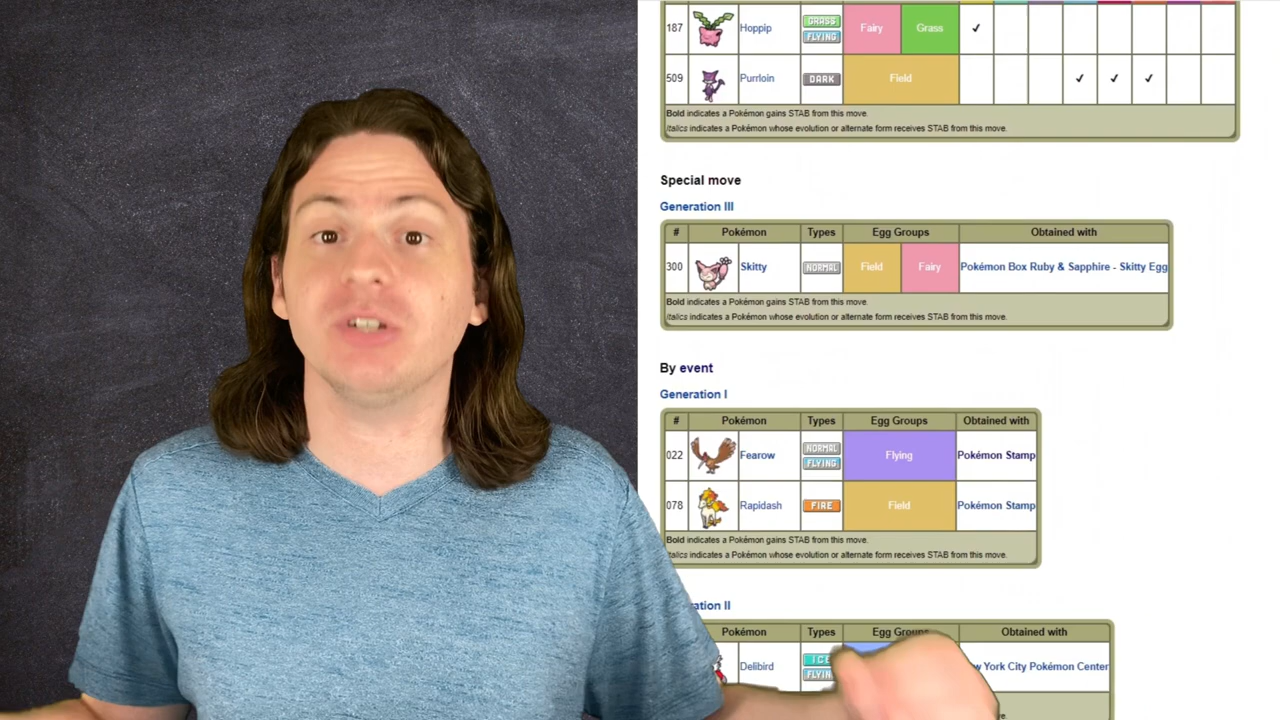 187 Hoppip GRASS FLYING Fairy Grass ✓
509 Purrloin DARK Field ✓ ✓ ✓
Bold indicates a Pokémon gains STAB from this move.
Italics indicates a Pokémon whose evolution or alternate form receives STAB from this move.
Special move
Generation III
# Pokémon Types Egg Groups Obtained with
300 Skitty NORMAL Field Fairy Pokémon Box Ruby & Sapphire - Skitty Egg
Bold indicates a Pokémon gains STAB from this move.
Italics indicates a Pokémon whose evolution or alternate form receives STAB from this move.
By event
Generation I
# Pokémon Types Egg Groups Obtained with
022 Fearow NORMAL FLYING Flying Pokémon Stamp
078 Rapidash FIRE Field Pokémon Stamp
Bold indicates a Pokémon gains STAB from this move.
Italics indicates a Pokémon whose evolution or alternate form receives STAB from this move.
ration II
Pokémon Types Egg Groups Obtained with
Delibird ICE FLYING w York City Pokémon Center